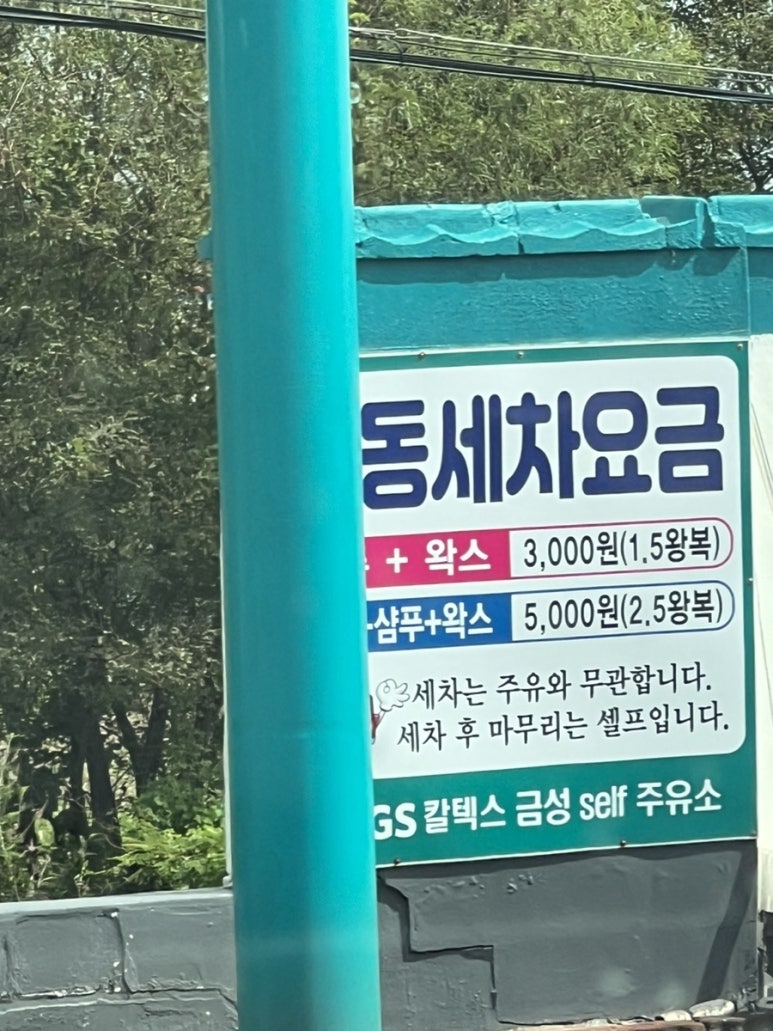 동세차요금
+ 왁스 3,000원(1.5왕복)
샴푸+왁스 5,000원(2.5왕복)
세차는 주유와 무관합니다.
세차 후 마무리는 셀프입니다.
GS 칼텍스 금성 self 주유소